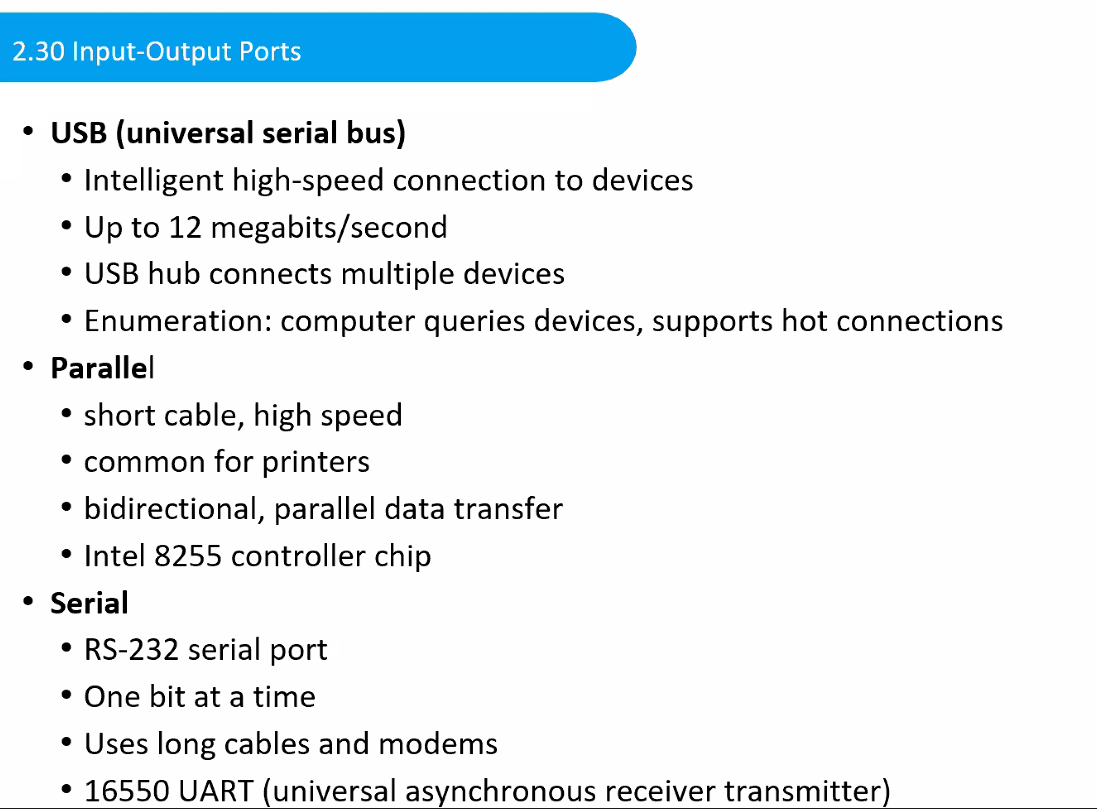 2.30 Input-Output Ports
• USB (universal serial bus)
• Intelligent high-speed connection to devices
• Up to 12 megabits/second
• USB hub connects multiple devices
• Enumeration: computer queries devices, supports hot connections
• Parallel
• short cable, high speed
• common for printers
• bidirectional, parallel data transfer
• Intel 8255 controller chip
• Serial
• RS-232 serial port
• One bit at a time
• Uses long cables and modems
• 16550 UART (universal asynchronous receiver transmitter)